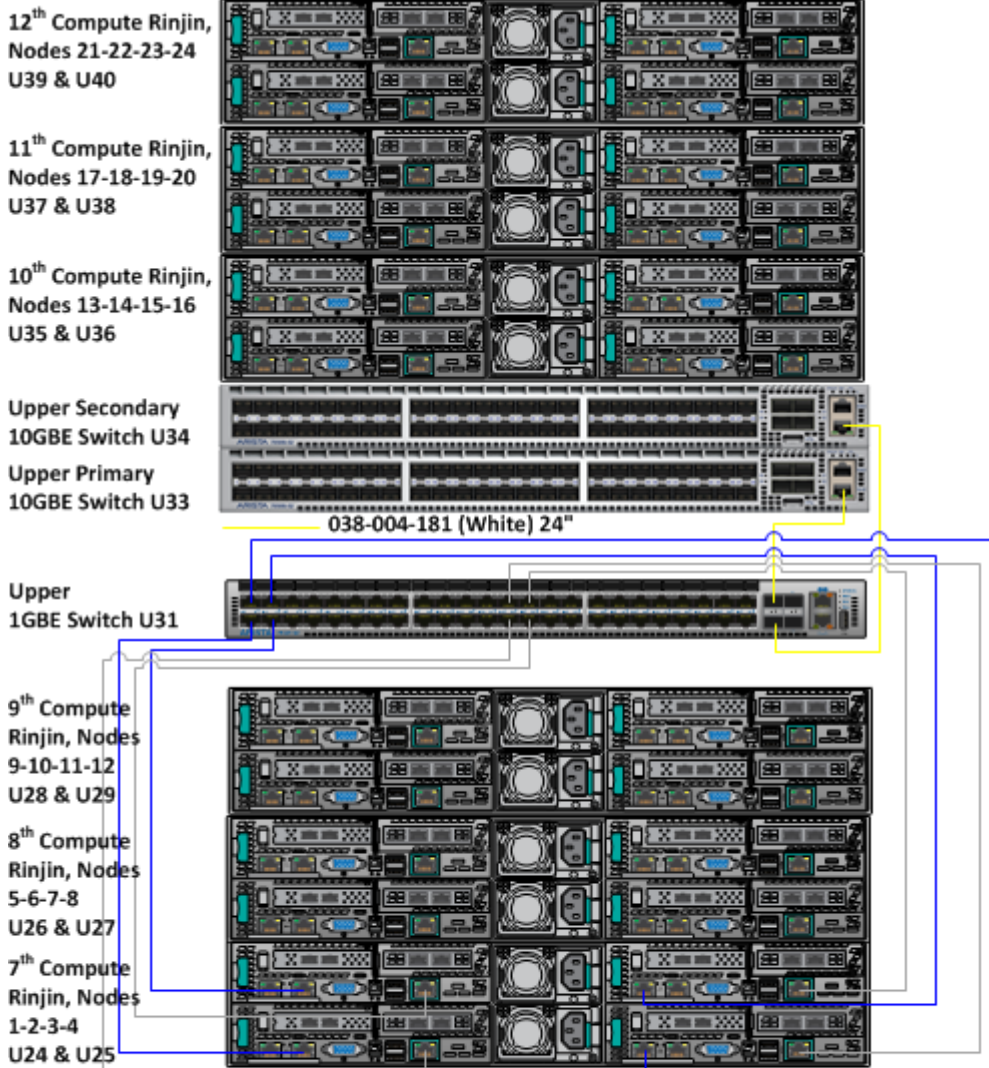 12th Compute Rinjin,
Nodes 21-22-23-24
U39 & U40
11th Compute Rinjin,
Nodes 17-18-19-20
U37 & U38
10th Compute Rinjin,
Nodes 13-14-15-16
U35 & U36
Upper Secondary
10GBE Switch U34
ARISTA
Upper Primary
10GBE Switch U33
ARISTA
038-004-181 (White) 24"
Upper
1GBE Switch U31
ARISTA
9th Compute
Rinjin, Nodes
9-10-11-12
U28 & U29
8th Compute
Rinjin, Nodes
5-6-7-8
U26 & U27
7th Compute
Rinjin, Nodes
1-2-3-4
U24 & U25